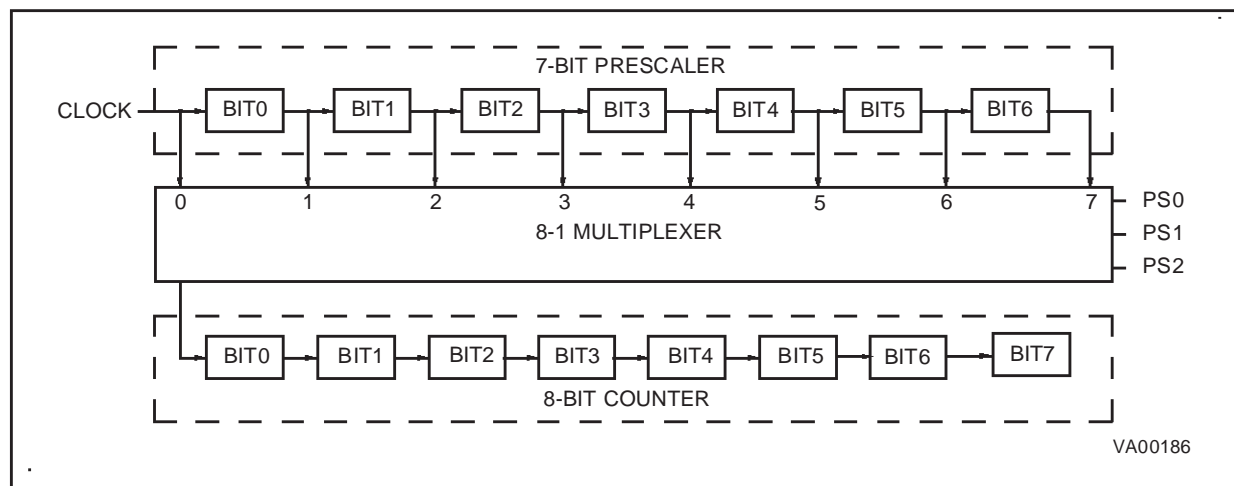 7-BIT PRESCALER
CLOCK BIT0 BIT1 BIT2 BIT3 BIT4 BIT5 BIT6
0 1 2 3 4 5 6 7 PS0
8-1 MULTIPLEXER PS1
PS2
BIT0 BIT1 BIT2 BIT3 BIT4 BIT5 BIT6 BIT7
8-BIT COUNTER
VA00186